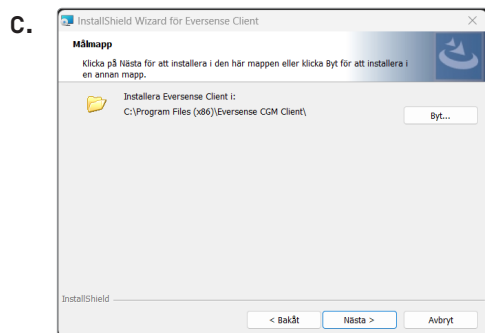 C.
InstallShield Wizard för Eversense Client
Målmapp
Klicka på Nästa för att installera i den här mappen eller klicka Byt för att installera i
en annan mapp.
Installera Eversense Client i:
C:\Program Files (x86)\Eversense CGM Client\
Byt...
InstallShield
< Bakåt
Nästa >
Avbryt